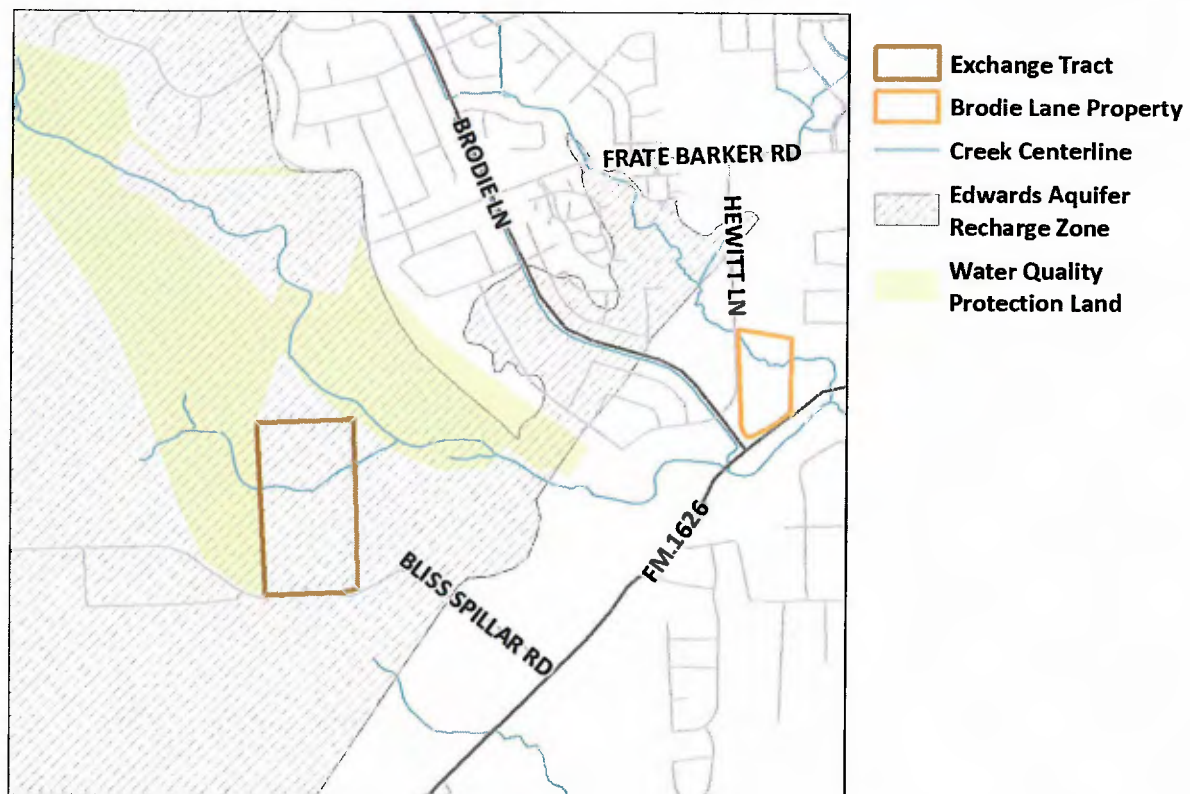 Exchange Tract
Brodie Lane Property
Creek Centerline
Edwards Aquifer
Recharge Zone
Water Quality
Protection Land
BRODIE LN
FRATE BARKER RD
HEWITT LN
FM 1626
BLISS SPILLAR RD